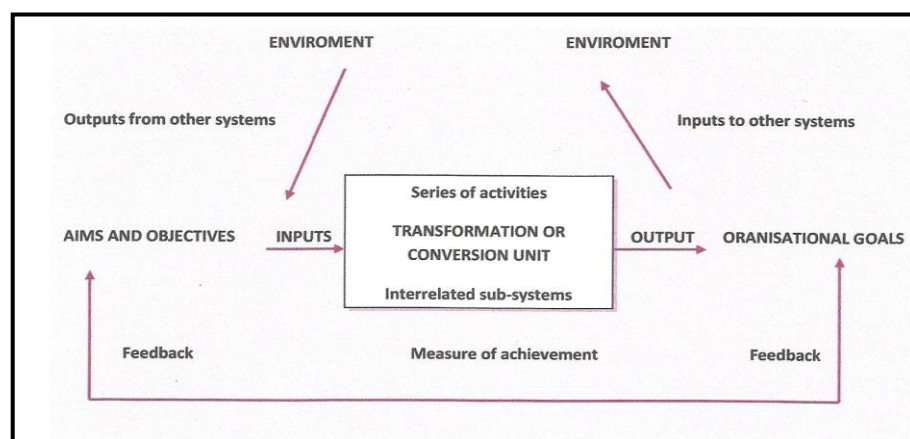 ENVIROMENT ENVIROMENT
Outputs from other systems Inputs to other systems
Series of activities
AIMS AND OBJECTIVES INPUTS TRANSFORMATION OR OUTPUT ORANISATIONAL GOALS
CONVERSION UNIT
Interrelated sub-systems
Feedback Measure of achievement Feedback